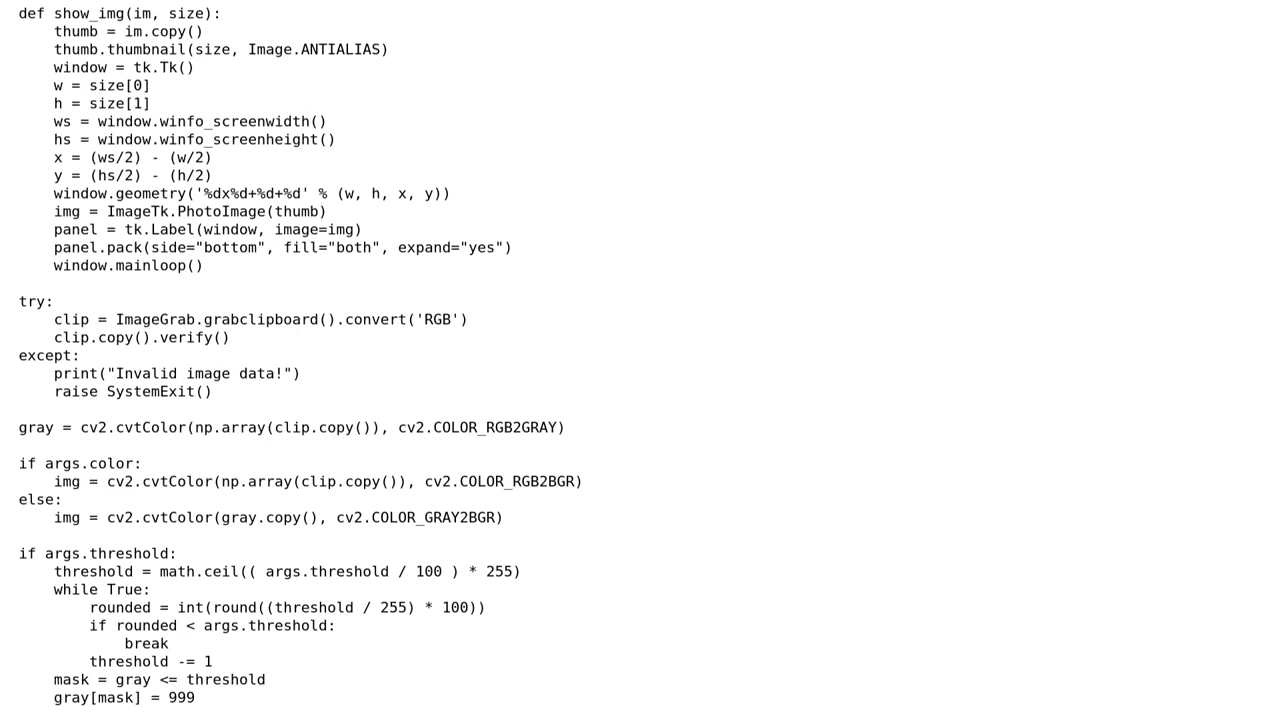 def show_img(im, size):
    thumb = im.copy()
    thumb.thumbnail(size, Image.ANTIALIAS)
    window = tk.Tk()
    w = size[0]
    h = size[1]
    ws = window.winfo_screenwidth()
    hs = window.winfo_screenheight()
    x = (ws/2) - (w/2)
    y = (hs/2) - (h/2)
    window.geometry('%dx%d+%d+%d' % (w, h, x, y))
    img = ImageTk.PhotoImage(thumb)
    panel = tk.Label(window, image=img)
    panel.pack(side="bottom", fill="both", expand="yes")
    window.mainloop()

try:
    clip = ImageGrab.grabclipboard().convert('RGB')
    clip.copy().verify()
except:
    print("Invalid image data!")
    raise SystemExit()

gray = cv2.cvtColor(np.array(clip.copy()), cv2.COLOR_RGB2GRAY)

if args.color:
    img = cv2.cvtColor(np.array(clip.copy()), cv2.COLOR_RGB2BGR)
else:
    img = cv2.cvtColor(gray.copy(), cv2.COLOR_GRAY2BGR)

if args.threshold:
    threshold = math.ceil(( args.threshold / 100 ) * 255)
    while True:
        rounded = int(round((threshold / 255) * 100))
        if rounded < args.threshold:
            break
        threshold -= 1
    mask = gray <= threshold
    gray[mask] = 999